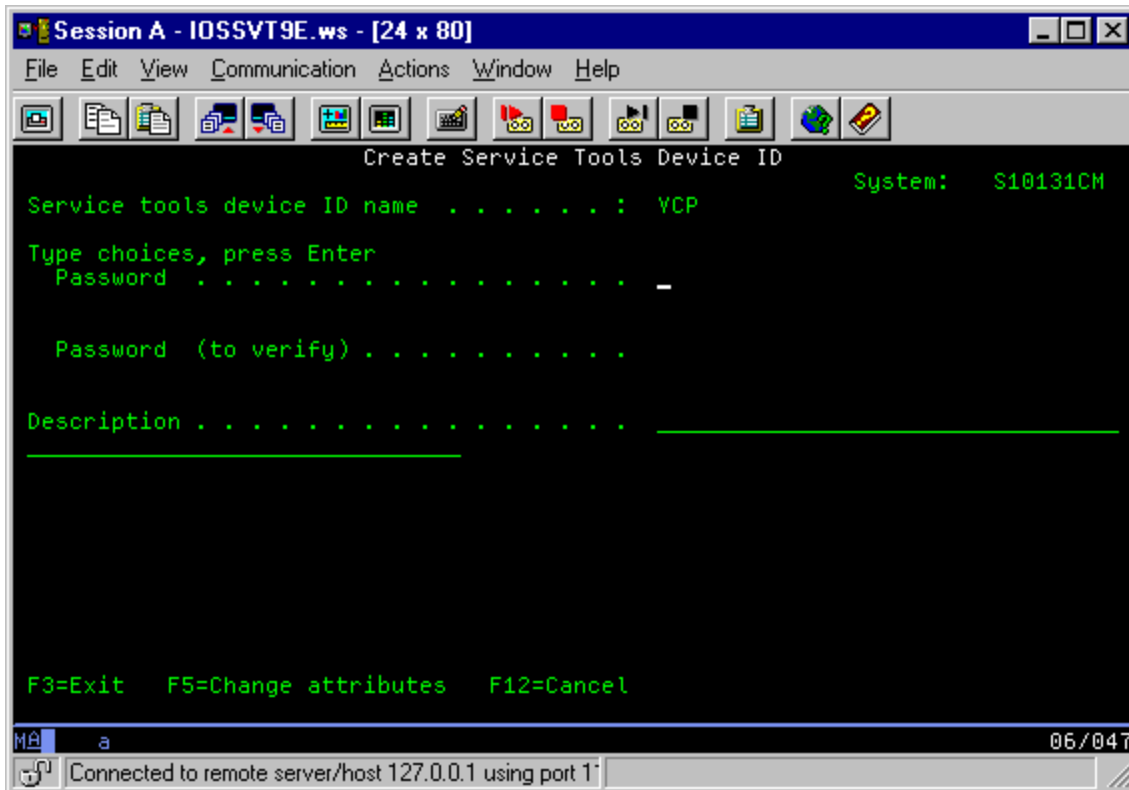 Session A - IOSSVT9E.ws - [24 x 80]
File Edit View Communication Actions Window Help
Create Service Tools Device ID
System: S10131CM
Service tools device ID name . . . . . . : VCP
Type choices, press Enter
Password . . . . . . . . . . . . . . . .
Password (to verify) . . . . . . . . . .
Description . . . . . . . . . . . . . . . .
F3=Exit F5=Change attributes F12=Cancel
MA a 06/047
Connected to remote server/host 127.0.0.1 using port 1